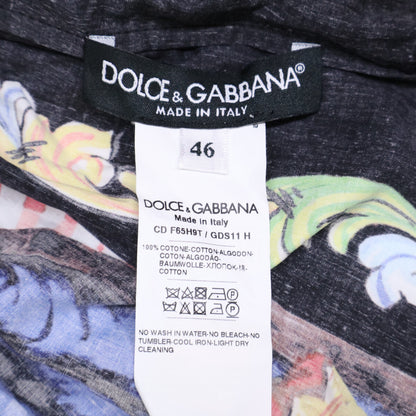 DOLCE & GABBANA®
MADE IN ITALY
46
DOLCE & GABBANA
Made in Italy
CD F65H9T / GDS11 H
100% COTONE-COTTON-ALGODON-
COTON-ALGODÃO-
BAUMWOLLE-ХЛОПОК-棉-
COTTON
NO WASH IN WATER-NO BLEACH-NO
TUMBLER-COOL IRON-LIGHT DRY
CLEANING